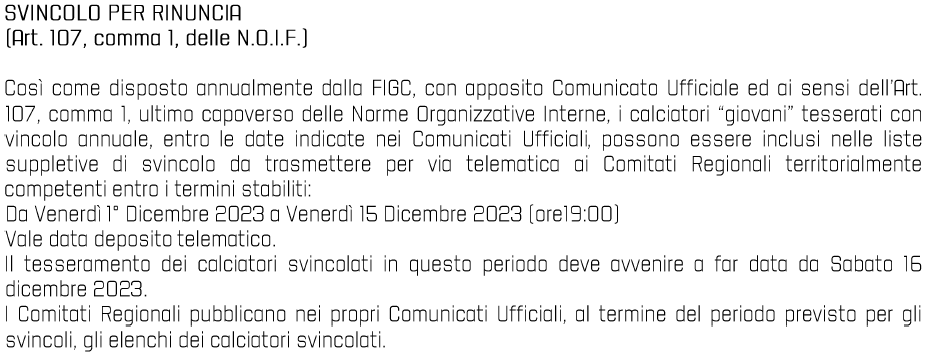 SVINCOLO PER RINUNCIA
(Art. 107, comma 1, delle N.O.I.F.)
Così come disposto annualmente dalla FIGC, con apposito Comunicato Ufficiale ed ai sensi dell'Art.
107, comma 1, ultimo capoverso delle Norme Organizzative Interne, i calciatori "giovani" tesserati con
vincolo annuale, entro le date indicate nei Comunicati Ufficiali, possono essere inclusi nelle liste
suppletive di svincolo da trasmettere per via telematica ai Comitati Regionali territorialmente
competenti entro i termini stabiliti:
Da Venerdì 1° Dicembre 2023 a Venerdì 15 Dicembre 2023 (ore19:00)
Vale data deposito telematico.
Il tesseramento dei calciatori svincolati in questo periodo deve avvenire a far data da Sabato 16
dicembre 2023.
I Comitati Regionali pubblicano nei propri Comunicati Ufficiali, al termine del periodo previsto per gli
svincoli, gli elenchi dei calciatori svincolati.